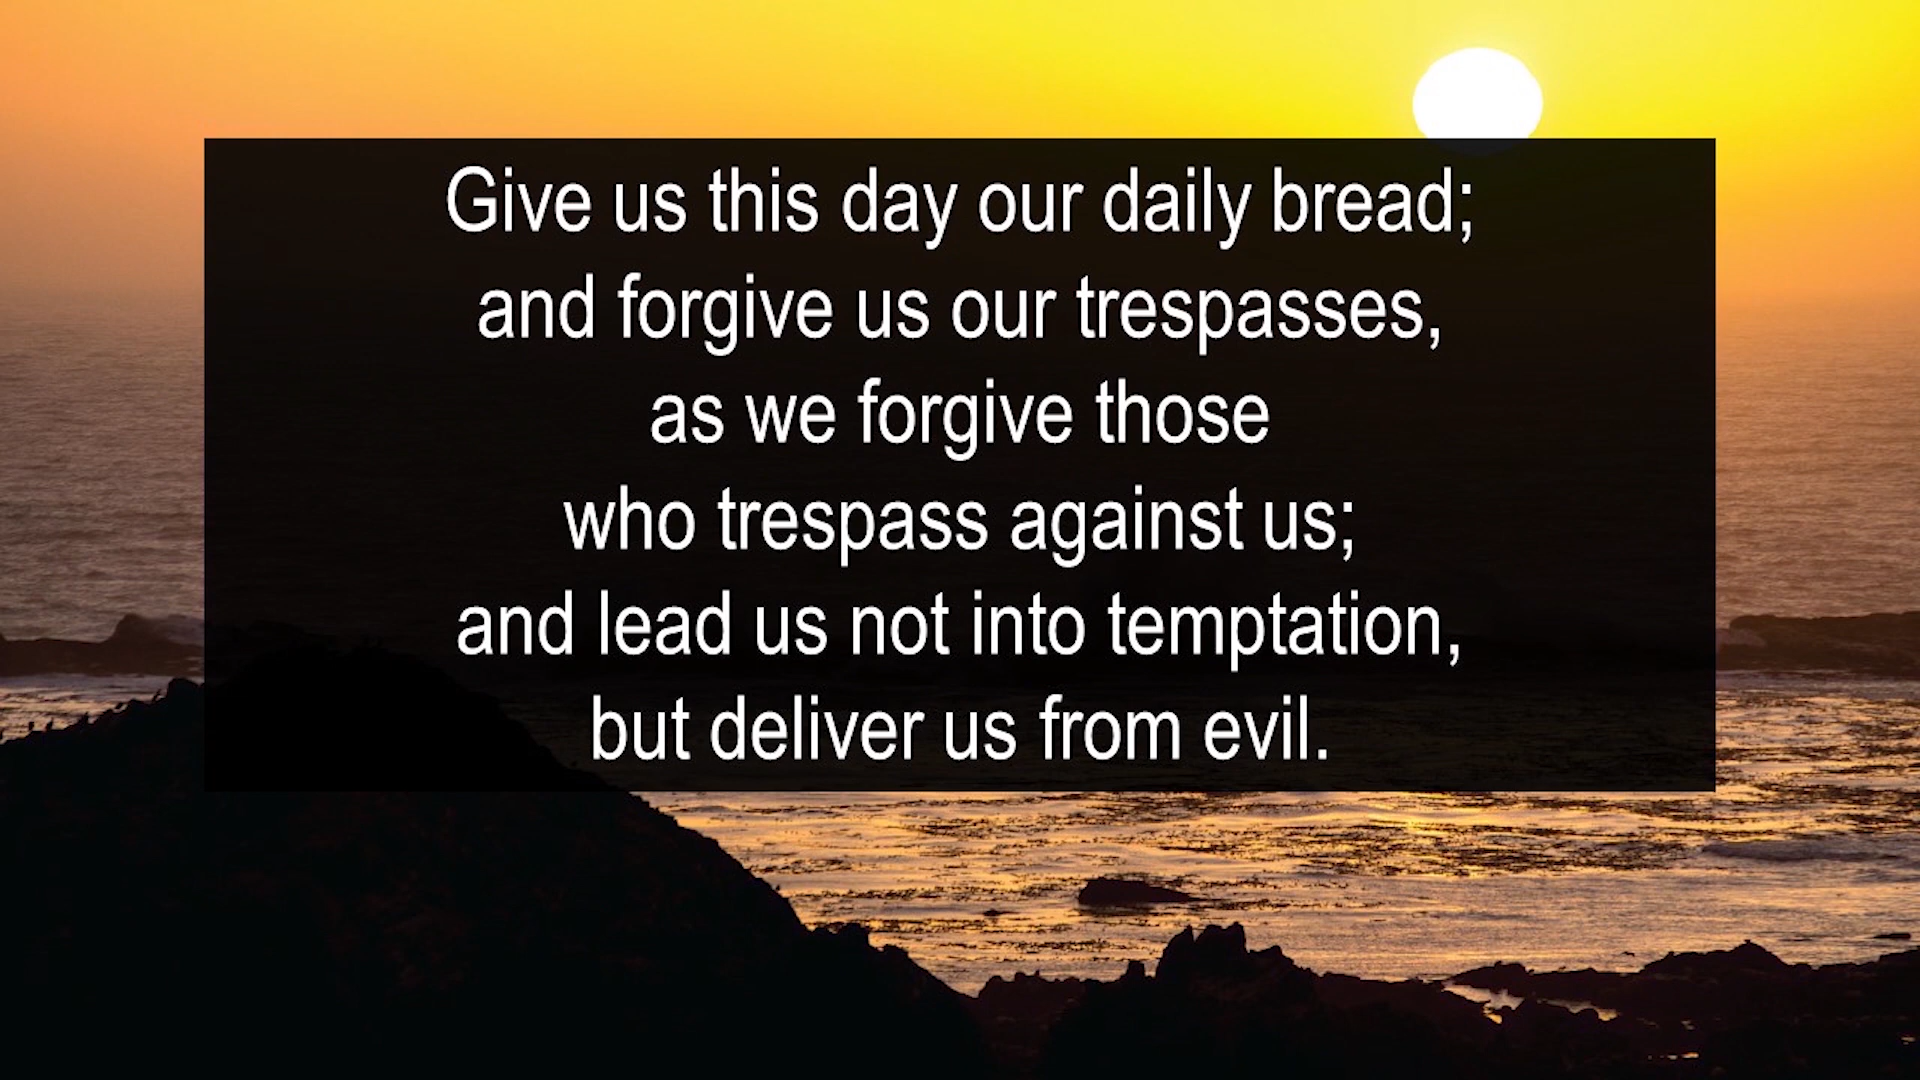 Give us this day our daily bread;
and forgive us our trespasses,
as we forgive those
who trespass against us;
and lead us not into temptation,
but deliver us from evil.